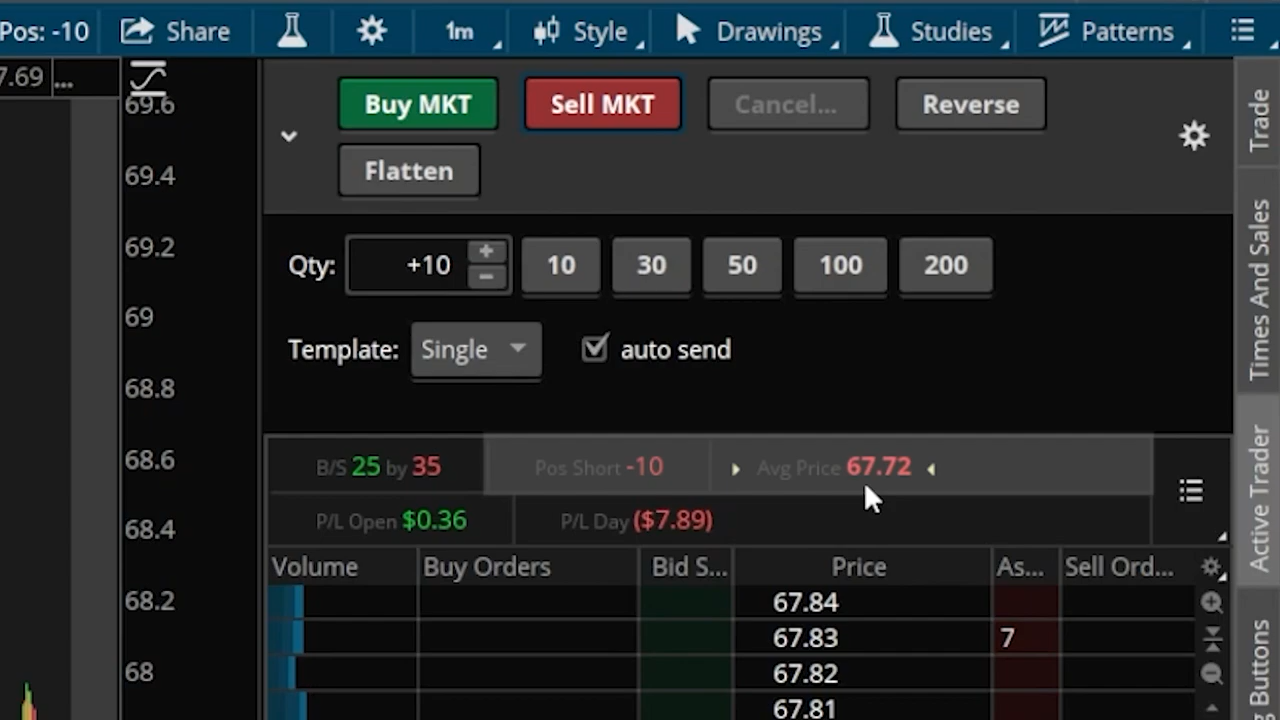 Pos: -10 Share 1m Style Drawings Studies Patterns
7.69 ...
69.6
69.4
69.2
69
68.8
68.6
68.4
68.2
68
Buy MKT Sell MKT Cancel... Reverse
Flatten
Qty: +10 10 30 50 100 200
Template: Single auto send
B/S 25 by 35 Pos Short -10 Avg Price 67.72
P/L Open $0.36 P/L Day ($7.89)
Volume Buy Orders Bid S... Price As... Sell Ord...
67.84
67.83 7
67.82
67.81
Trade
Times And Sales
Active Trader
Buttons